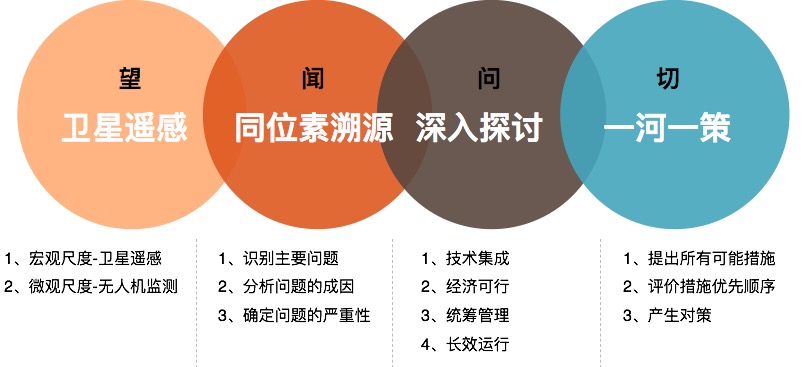 望
卫星遥感
闻
同位素溯源
问
深入探讨
切
一河一策
1、宏观尺度-卫星遥感
2、微观尺度-无人机监测
1、识别主要问题
2、分析问题的成因
3、确定问题的严重性
1、技术集成
2、经济可行
3、统筹管理
4、长效运行
1、提出所有可能措施
2、评价措施优先顺序
3、产生对策